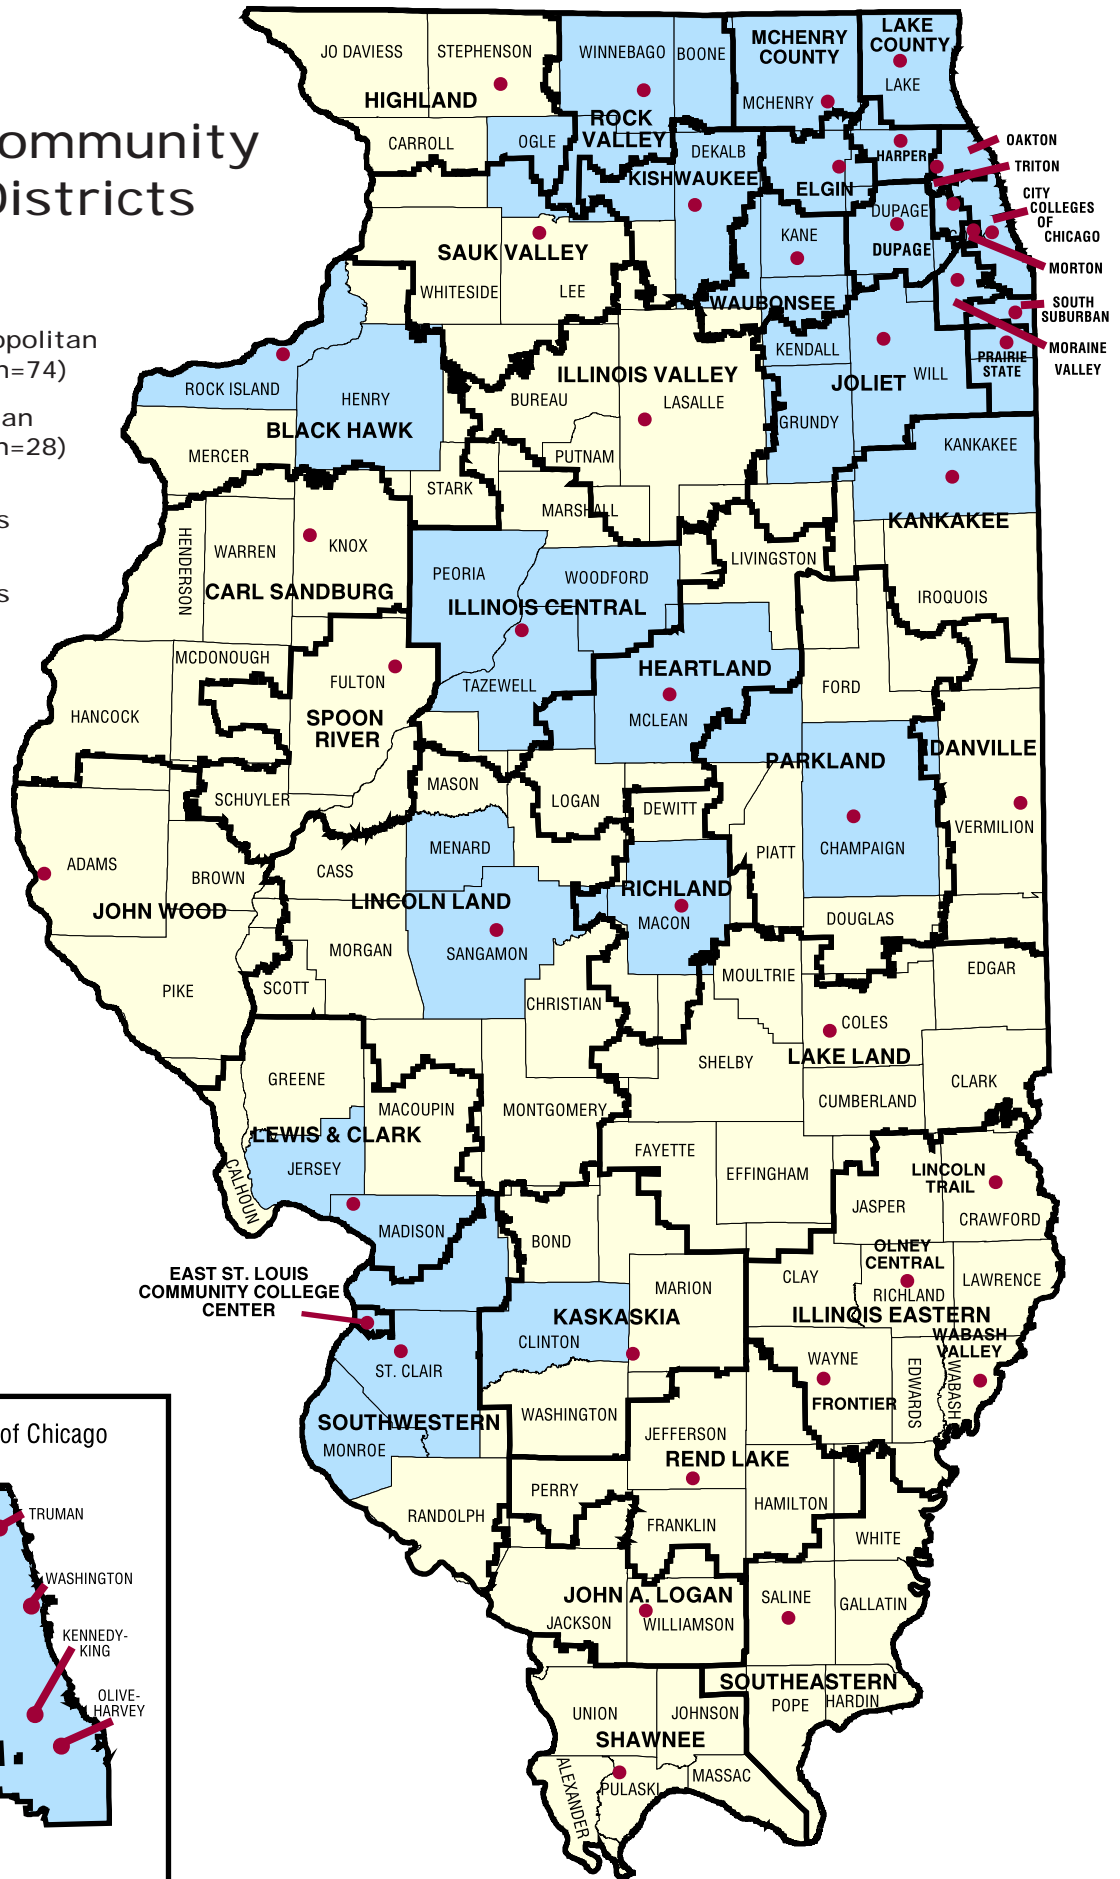 ommunity
Districts
opolitan
n=74)
an
n=28)
s
s
JO DAVIESS
STEPHENSON
HIGHLAND
CARROLL
WINNEBAGO
BOONE
ROCK
VALLEY
OGLE
MCHENRY
COUNTY
MCHENRY
LAKE
COUNTY
LAKE
DEKALB
KISHWAUKEE
ELGIN
HARPER
OAKTON
TRITON
CITY
COLLEGES
OF
CHICAGO
MORTON
SOUTH
SUBURBAN
MORAINE
VALLEY
PRAIRIE
STATE
DUPAGE
DUPAGE
KANE
WAUBONSEE
SAUK VALLEY
WHITESIDE
LEE
KENDALL
JOLIET
WILL
GRUNDY
ILLINOIS VALLEY
BUREAU
LASALLE
PUTNAM
ROCK ISLAND
HENRY
BLACK HAWK
MERCER
STARK
MARSHALL
KANKAKEE
KANKAKEE
HENDERSON
WARREN
KNOX
CARL SANDBURG
PEORIA
WOODFORD
ILLINOIS CENTRAL
TAZEWELL
LIVINGSTON
IROQUOIS
HEARTLAND
MCLEAN
FORD
MCDONOUGH
HANCOCK
FULTON
SPOON
RIVER
SCHUYLER
MASON
LOGAN
DEWITT
PARKLAND
DANVILLE
VERMILION
CHAMPAIGN
PIATT
ADAMS
BROWN
JOHN WOOD
PIKE
CASS
MENARD
LINCOLN LAND
MORGAN
SANGAMON
SCOTT
CHRISTIAN
RICHLAND
MACON
DOUGLAS
EDGAR
MOULTRIE
COLES
LAKE LAND
SHELBY
CUMBERLAND
CLARK
GREENE
MACOUPIN
MONTGOMERY
LEWIS & CLARK
JERSEY
CALHOUN
MADISON
FAYETTE
EFFINGHAM
JASPER
LINCOLN
TRAIL
CRAWFORD
BOND
MARION
KASKASKIA
CLINTON
CLAY
OLNEY
CENTRAL
RICHLAND
LAWRENCE
ILLINOIS EASTERN
WABASH
VALLEY
WAYNE
EDWARDS
WABASH
FRONTIER
EAST ST. LOUIS
COMMUNITY COLLEGE
CENTER
ST. CLAIR
SOUTHWESTERN
MONROE
RANDOLPH
WASHINGTON
JEFFERSON
REND LAKE
PERRY
FRANKLIN
HAMILTON
WHITE
JOHN A. LOGAN
JACKSON
WILLIAMSON
SALINE
GALLATIN
SOUTHEASTERN
POPE
HARDIN
UNION
JOHNSON
SHAWNEE
ALEXANDER
PULASKI
MASSAC
of Chicago
TRUMAN
WASHINGTON
KENNEDY-
KING
OLIVE-
HARVEY